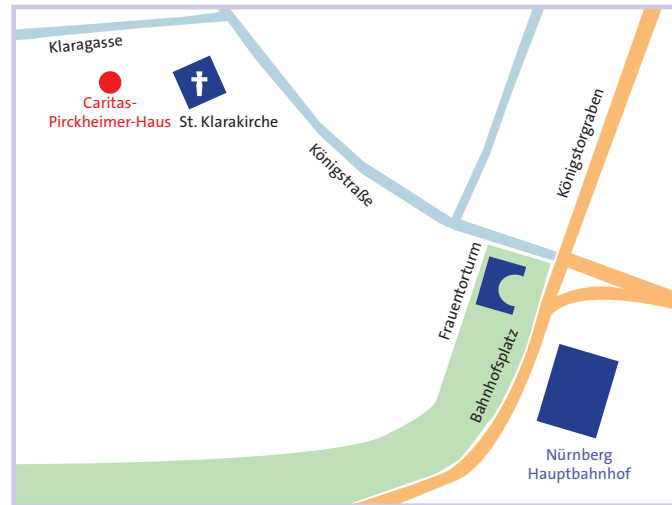 Klaragasse
Caritas-
Pirckheimer-Haus
St. Klarakirche
Königstraße
Königstorgraben
Frauentorturm
Bahnhofsplatz
Nürnberg
Hauptbahnhof